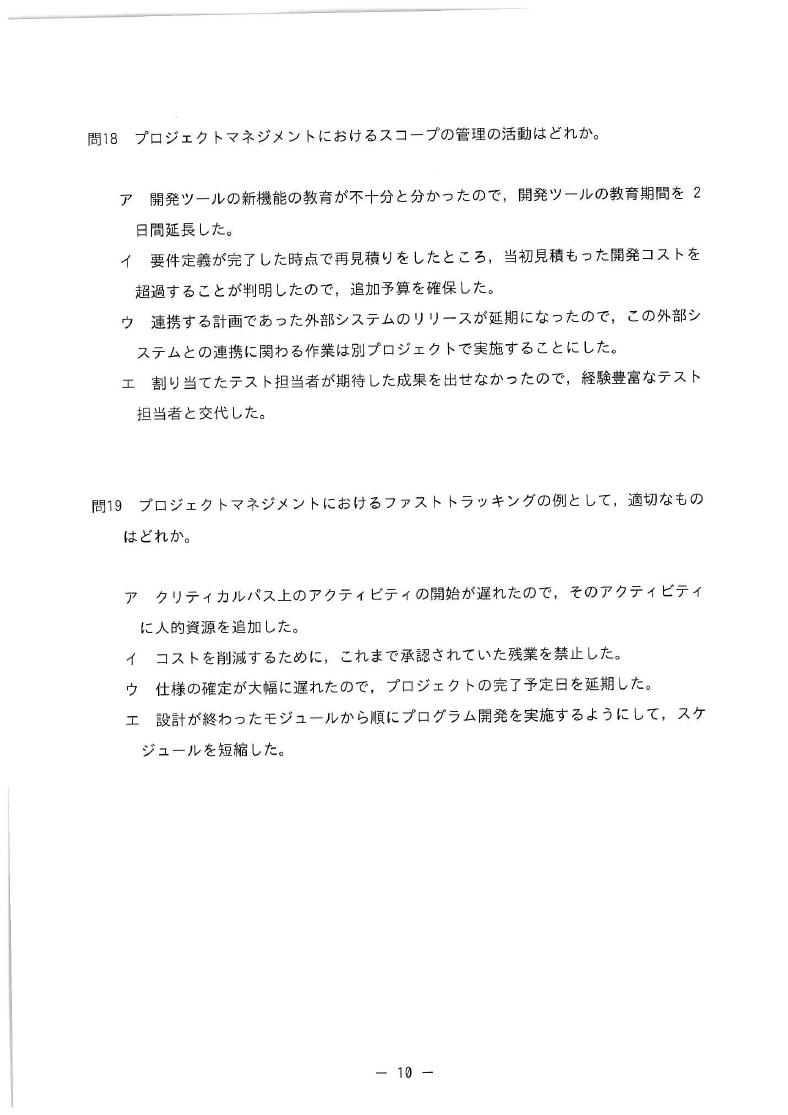 問18　プロジェクトマネジメントにおけるスコープの管理の活動はどれか。
ア　開発ツールの新機能の教育が不十分と分かったので，開発ツールの教育期間を 2
日間延長した。
イ　要件定義が完了した時点で再見積りをしたところ，当初見積もった開発コストを
超過することが判明したので，追加予算を確保した。
ウ　連携する計画であった外部システムのリリースが延期になったので，この外部シ
ステムとの連携に関わる作業は別プロジェクトで実施することにした。
エ　割り当てたテスト担当者が期待した成果を出せなかったので，経験豊富なテスト
担当者と交代した。
問19　プロジェクトマネジメントにおけるファストトラッキングの例として，適切なもの
はどれか。
ア　クリティカルパス上のアクティビティの開始が遅れたので，そのアクティビティ
に人的資源を追加した。
イ　コストを削減するために，これまで承認されていた残業を禁止した。
ウ　仕様の確定が大幅に遅れたので，プロジェクトの完了予定日を延期した。
エ　設計が終わったモジュールから順にプログラム開発を実施するようにして，スケ
ジュールを短縮した。
― 10 ―